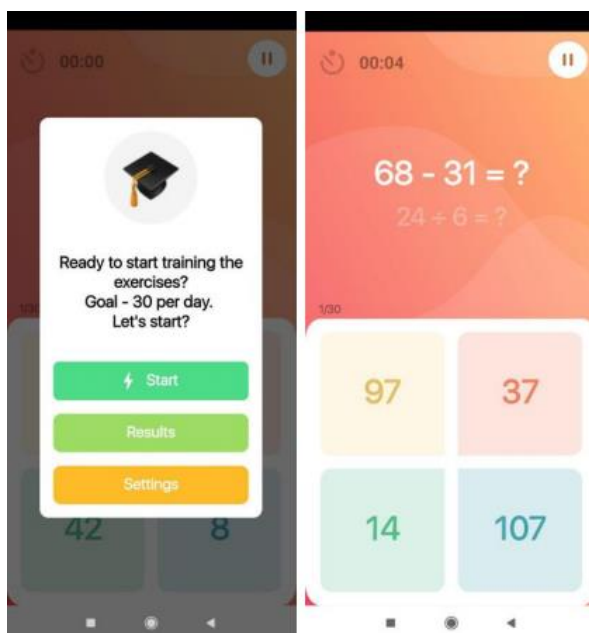 00:00
Ready to start training the
exercises?
Goal - 30 per day.
Let's start?
Start
Results
Settings
42
8
00:04
68 - 31 = ?
24 ÷ 6 = ?
1/30
97
37
14
107